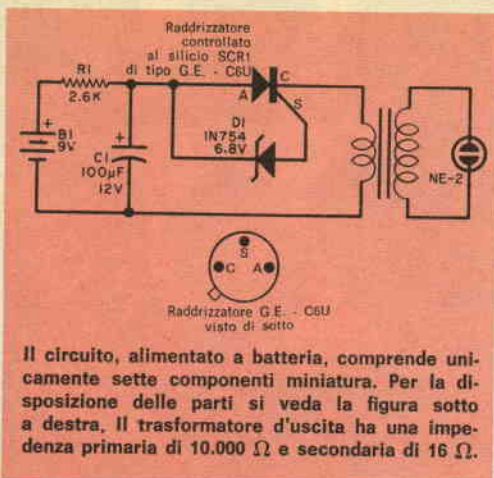 Raddrizzatore
controllato
al silicio SCR1
di tipo G.E. - C6U
R1
2.6K
C
A
S
D1
1N754
6.8V
+
B1
9V
+
C1
100µF
12V
NE-2
S
C
A
Raddrizzatore G.E. - C6U
visto di sotto
Il circuito, alimentato a batteria, comprende uni-
camente sette componenti miniatura. Per la di-
sposizione delle parti si veda la figura sotto
a destra. Il trasformatore d'uscita ha una impe-
denza primaria di 10.000 Ω e secondaria di 16 Ω.